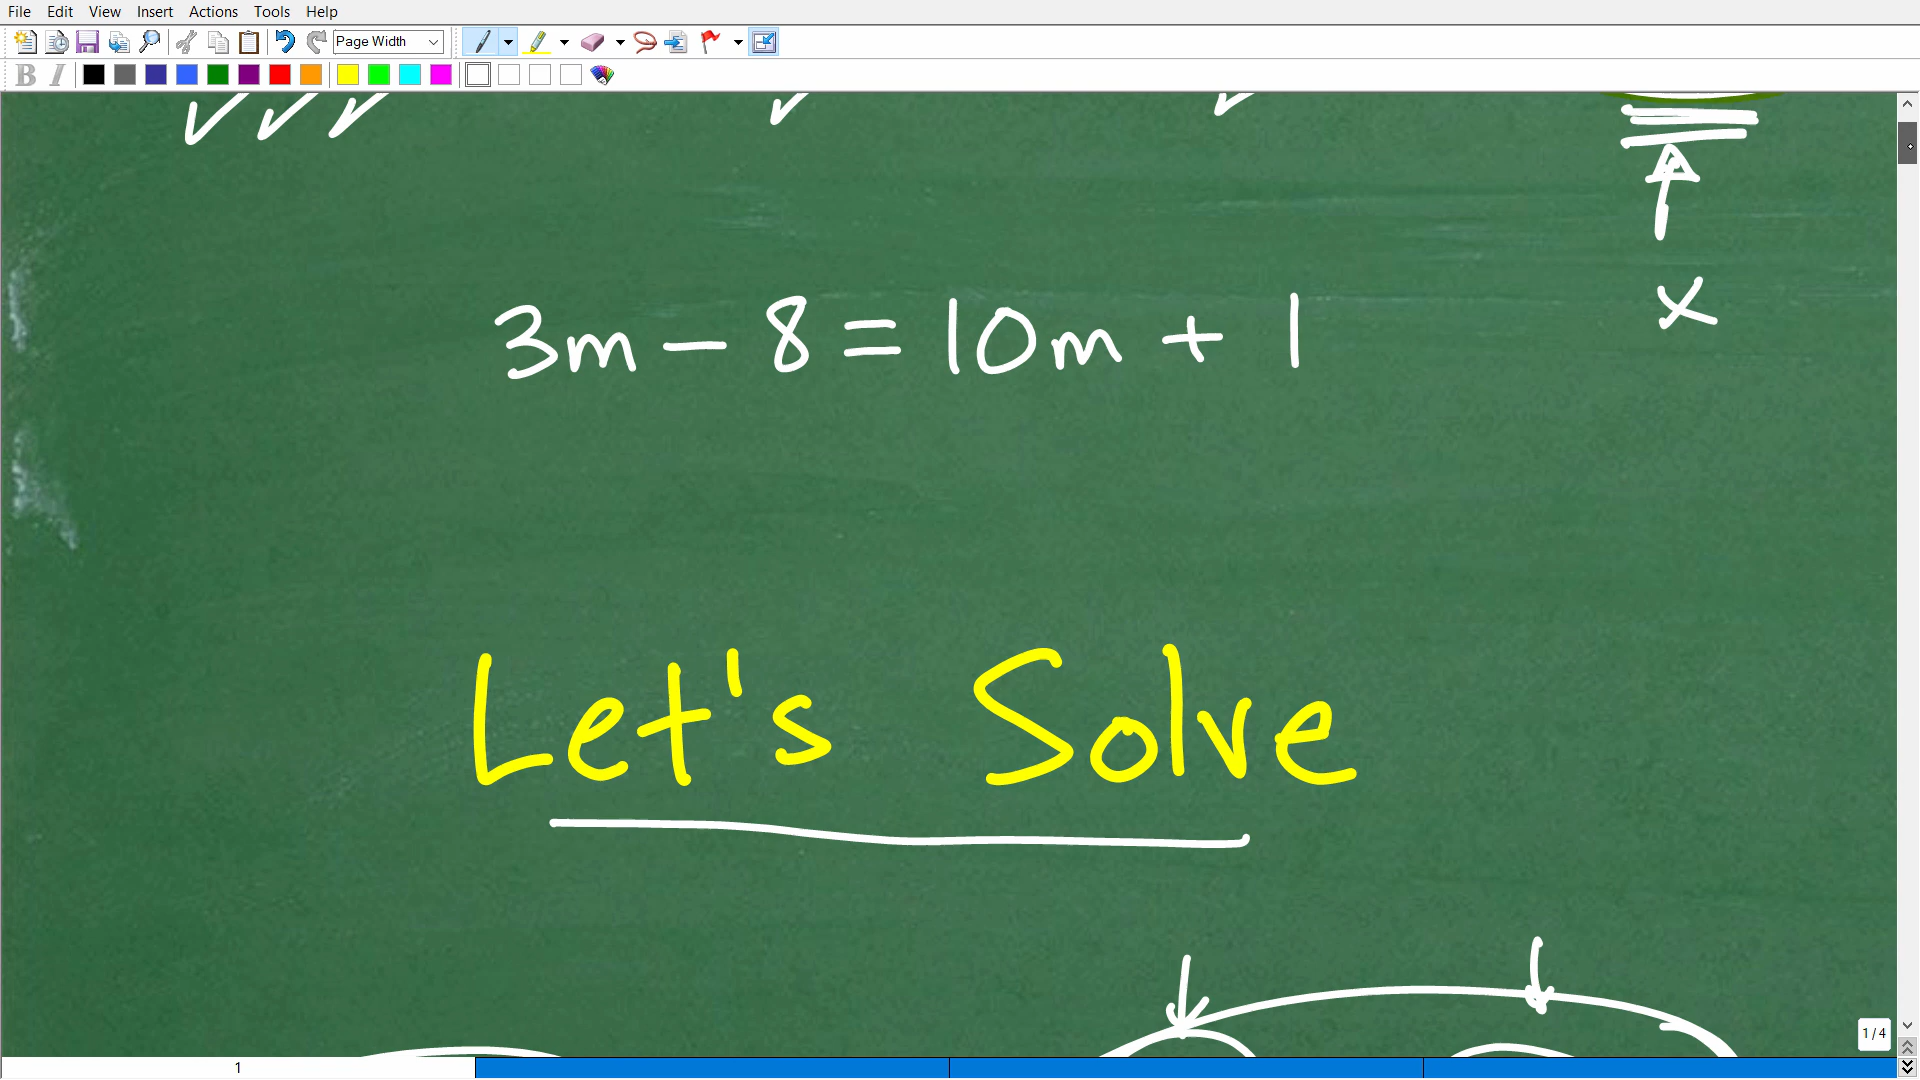 File Edit View Insert Actions Tools Help
Page Width
B I
x
3m - 8 = 10m + 1
Let's Solve
1 / 4
1